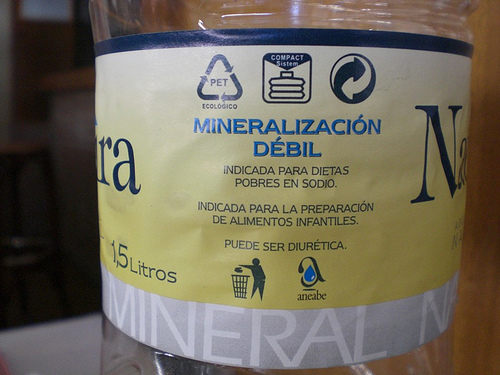 PET
ECOLÓGICO
COMPACT
Sistem
MINERALIZACIÓN
DÉBIL
INDICADA PARA DIETAS
POBRES EN SODIO.
INDICADA PARA LA PREPARACIÓN
DE ALIMENTOS INFANTILES.
PUEDE SER DIURÉTICA.
aneabe
ra
1,5 Litros
Na
MINERAL NA